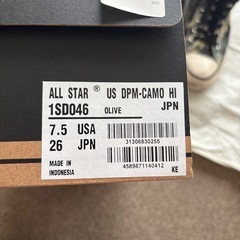 ALL STAR ® US DPM-CAMO HI
1SD046 OLIVE JPN
7.5 USA
26 JPN
31306830255
MADE IN
INDONESIA
4589871140412 KE